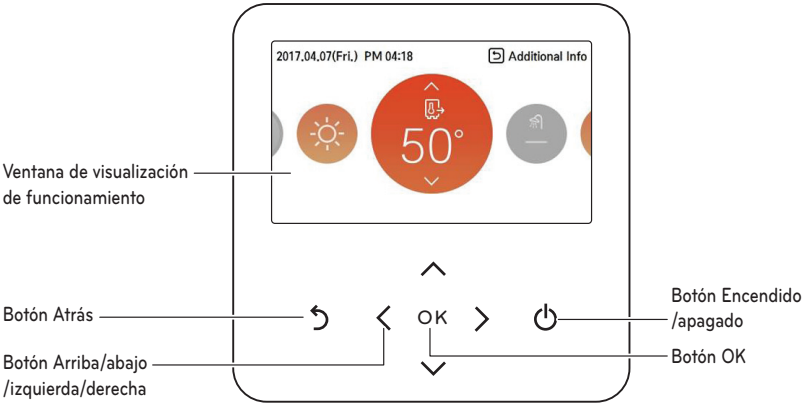 2017.04.07(Fri.) PM 04:18
Additional Info
50°
Ventana de visualización
de funcionamiento
Botón Atrás
OK
Botón Encendido
/apagado
Botón Arriba/abajo
/izquierda/derecha
Botón OK